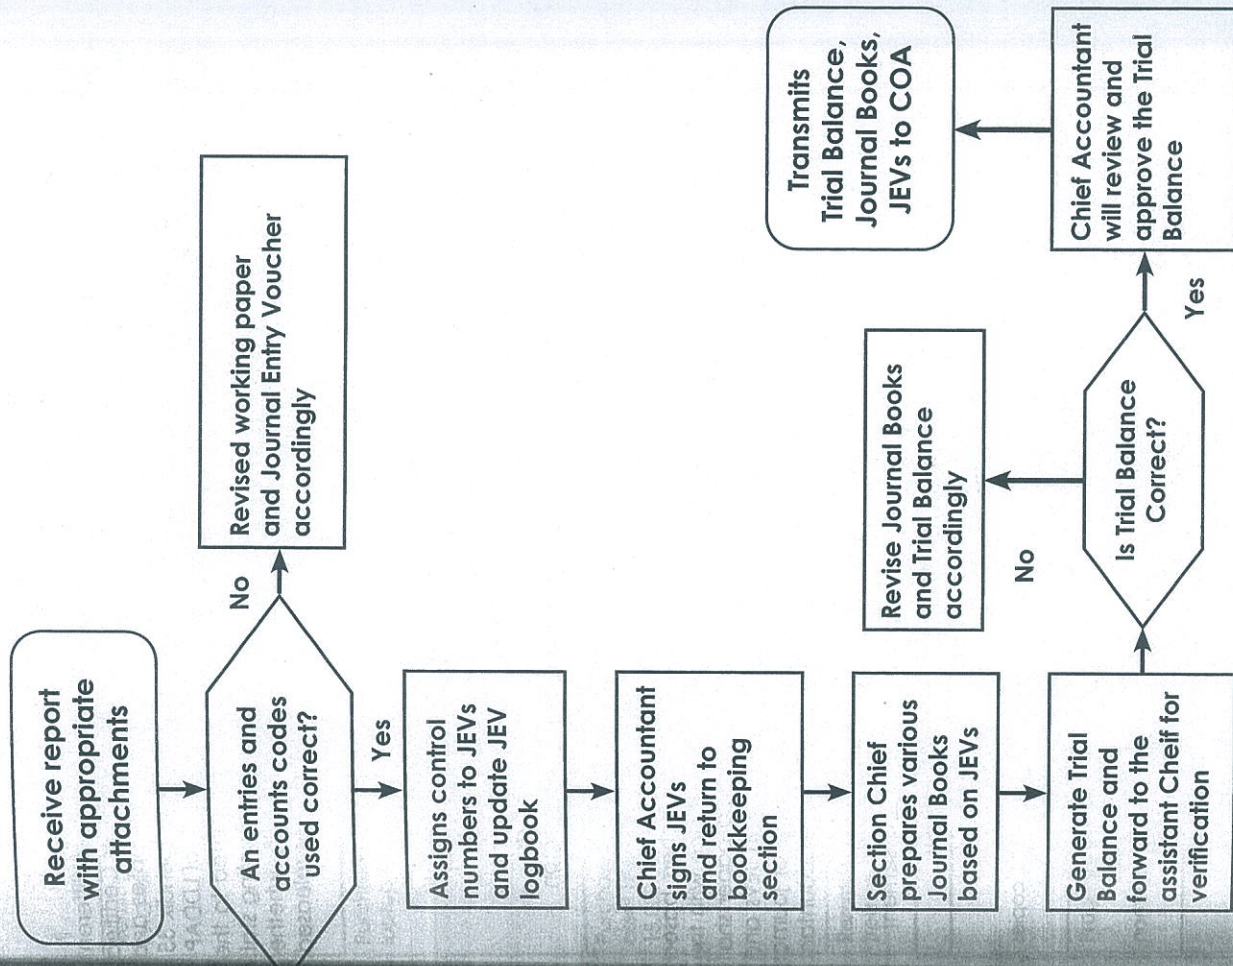 Receive report
with appropriate
attachments
An entries and
accounts codes
used correct?
No
Revised working paper
and Journal Entry Voucher
accordingly
Yes
Assigns control
numbers to JEVs
and update JEV
logbook
Chief Accountant
signs JEVs
and return to
bookkeeping
section
Section Chief
prepares various
Journal Books
based on JEVs
Generate Trial
Balance and
forward to the
assistant Cheif for
verification
Is Trial Balance
Correct?
No
Revise Journal Books
and Trial Balance
accordingly
Yes
Chief Accountant
will review and
approve the Trial
Balance
Transmits
Trial Balance,
Journal Books,
JEVs to COA